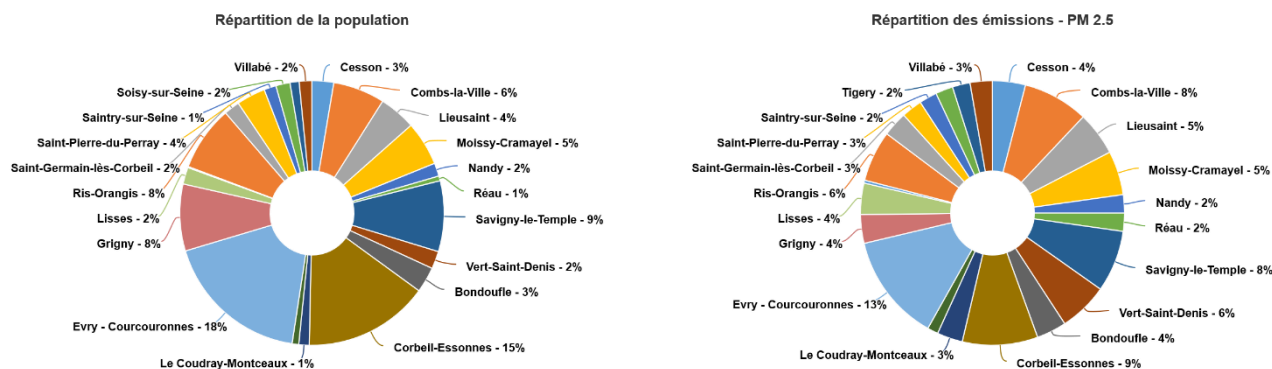 Répartition de la population
Villabé - 2%
Cesson - 3%
Soisy-sur-Seine - 2%
Combs-la-Ville - 6%
Saintry-sur-Seine - 1%
Lieusaint - 4%
Saint-Pierre-du-Perray - 4%
Moissy-Cramayel - 5%
Saint-Germain-lès-Corbeil - 2%
Nandy - 2%
Ris-Orangis - 8%
Réau - 1%
Lisses - 2%
Savigny-le-Temple - 9%
Grigny - 8%
Vert-Saint-Denis - 2%
Bondoufle - 3%
Evry - Courcouronnes - 18%
Corbeil-Essonnes - 15%
Le Coudray-Montceaux - 1%
Répartition des émissions - PM 2.5
Villabé - 3%
Cesson - 4%
Tigery - 2%
Combs-la-Ville - 8%
Saintry-sur-Seine - 2%
Lieusaint - 5%
Saint-Pierre-du-Perray - 3%
Moissy-Cramayel - 5%
Saint-Germain-lès-Corbeil - 3%
Nandy - 2%
Ris-Orangis - 6%
Réau - 2%
Lisses - 4%
Grigny - 4%
Savigny-le-Temple - 8%
Evry - Courcouronnes - 13%
Vert-Saint-Denis - 6%
Bondoufle - 4%
Le Coudray-Montceaux - 3%
Corbeil-Essonnes - 9%